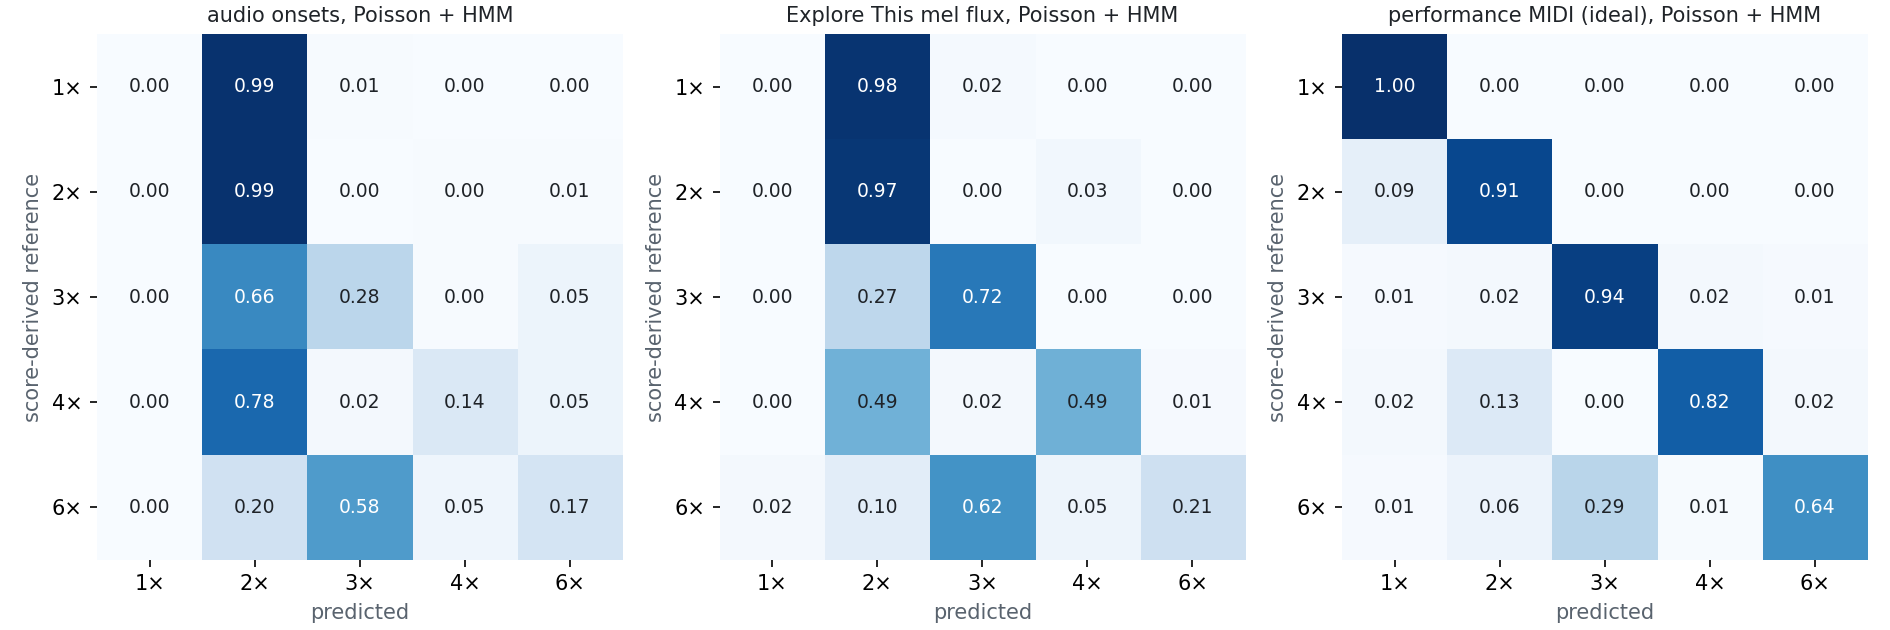 audio onsets, Poisson + HMM
score-derived reference
1× 0.00 0.99 0.01 0.00 0.00
2× 0.00 0.99 0.00 0.00 0.01
3× 0.00 0.66 0.28 0.00 0.05
4× 0.00 0.78 0.02 0.14 0.05
6× 0.00 0.20 0.58 0.05 0.17
1× 2× 3× 4× 6×
predicted
Explore This mel flux, Poisson + HMM
score-derived reference
1× 0.00 0.98 0.02 0.00 0.00
2× 0.00 0.97 0.00 0.03 0.00
3× 0.00 0.27 0.72 0.00 0.00
4× 0.00 0.49 0.02 0.49 0.01
6× 0.02 0.10 0.62 0.05 0.21
1× 2× 3× 4× 6×
predicted
performance MIDI (ideal), Poisson + HMM
score-derived reference
1× 1.00 0.00 0.00 0.00 0.00
2× 0.09 0.91 0.00 0.00 0.00
3× 0.01 0.02 0.94 0.02 0.01
4× 0.02 0.13 0.00 0.82 0.02
6× 0.01 0.06 0.29 0.01 0.64
1× 2× 3× 4× 6×
predicted